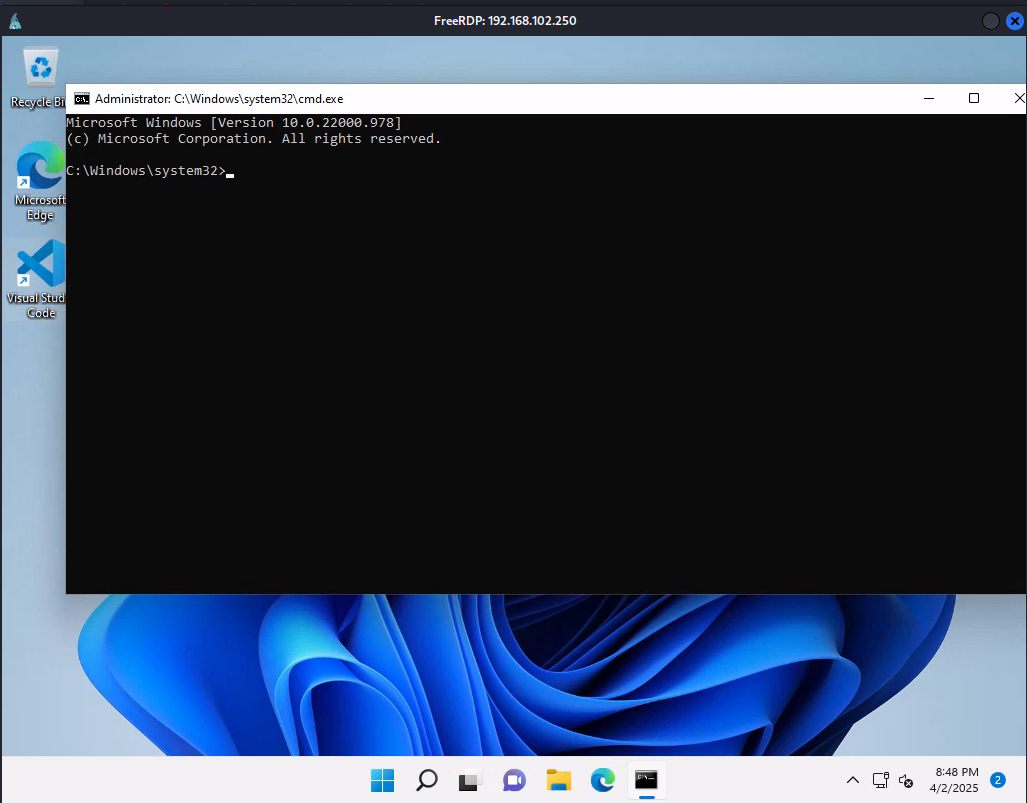 FreeRDP: 192.168.102.250
Recycle Bi
Administrator: C:\Windows\system32\cmd.exe
Microsoft Windows [Version 10.0.22000.978]
(c) Microsoft Corporation. All rights reserved.
C:\Windows\system32>
Microsoft
Edge
Visual Stud
Code
8:48 PM
4/2/2025
2